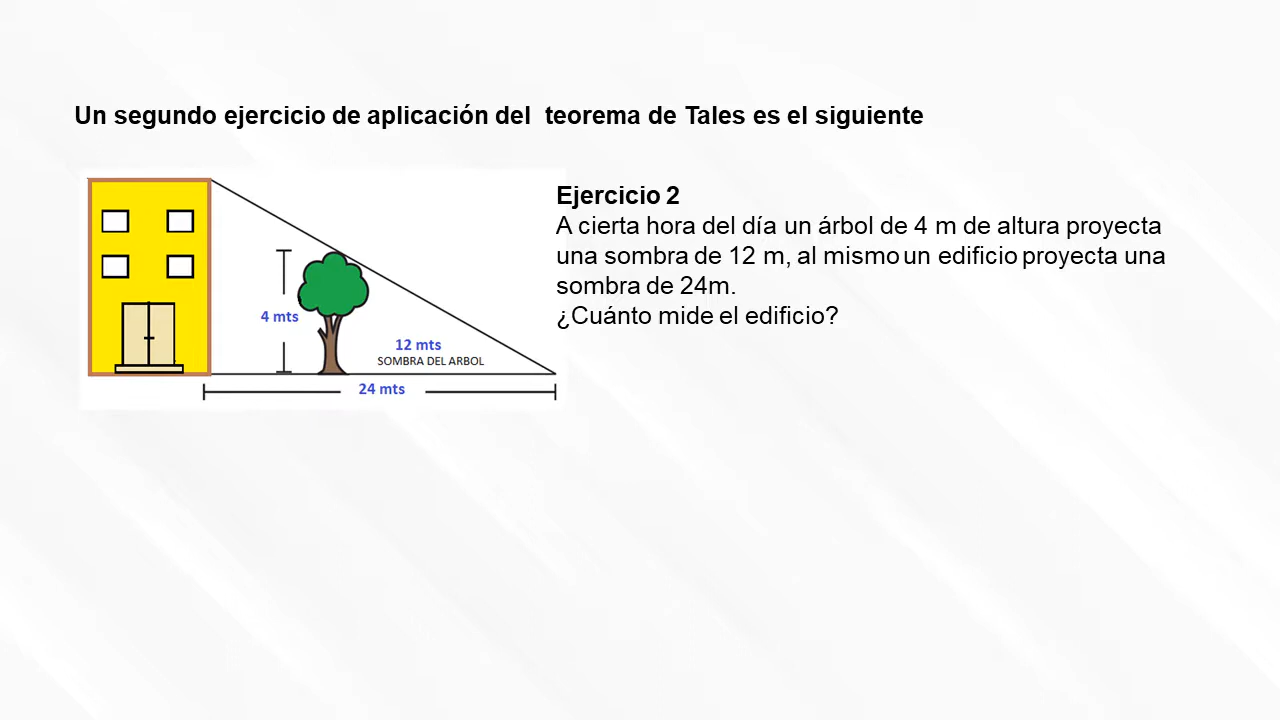 Un segundo ejercicio de aplicación del  teorema de Tales es el siguiente
Ejercicio 2
A cierta hora del día un árbol de 4 m de altura proyecta
una sombra de 12 m, al mismo un edificio proyecta una
sombra de 24m.
¿Cuánto mide el edificio?
4 mts
12 mts
SOMBRA DEL ARBOL
24 mts